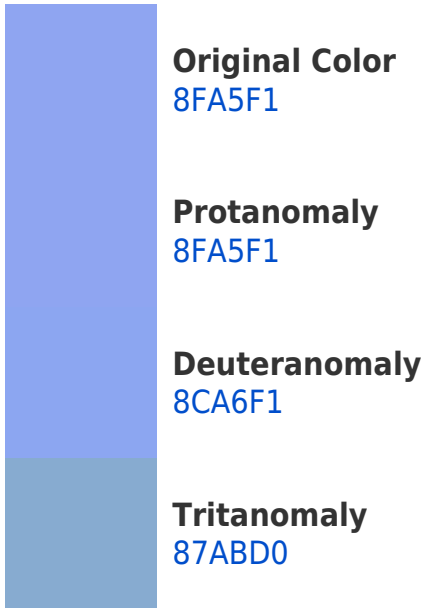 Original Color
8FA5F1
Protanomaly
8FA5F1
Deuteranomaly
8CA6F1
Tritanomaly
87ABD0